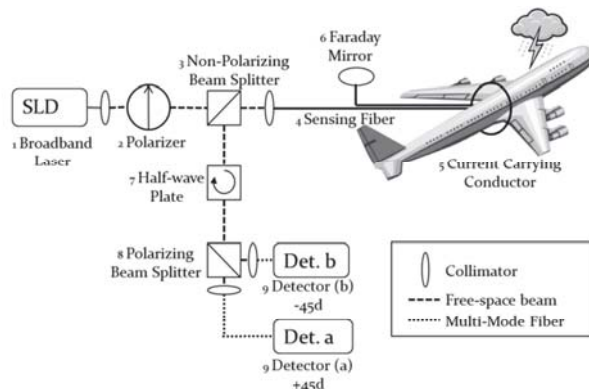 6 Faraday
Mirror
3 Non-Polarizing
Beam Splitter
SLD
1 Broadband
Laser
2 Polarizer
4 Sensing Fiber
5 Current Carrying
Conductor
7 Half-wave
Plate
8 Polarizing
Beam Splitter
Det. b
9 Detector (b)
-45d
Det. a
9 Detector (a)
+45d
Collimator
Free-space beam
Multi-Mode Fiber